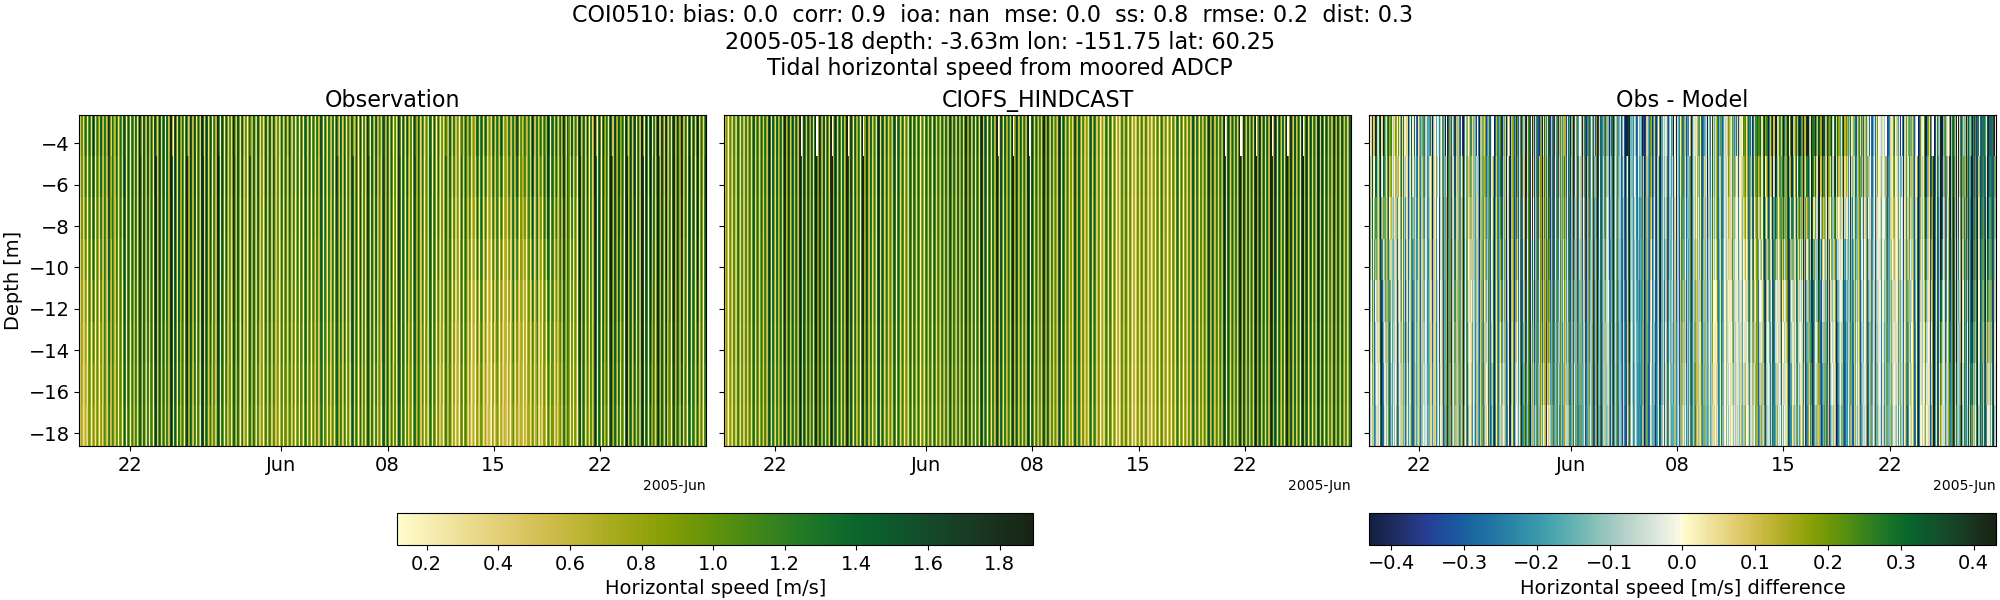 COI0510: bias: 0.0 corr: 0.9 ioa: nan mse: 0.0 ss: 0.8 rmse: 0.2 dist: 0.3
2005-05-18 depth: -3.63m lon: -151.75 lat: 60.25
Tidal horizontal speed from moored ADCP
Observation
CIOFS_HINDCAST
Obs - Model
Depth [m]
−4
−6
−8
−10
−12
−14
−16
−18
22 Jun 08 15 22
2005-Jun
22 Jun 08 15 22
2005-Jun
22 Jun 08 15 22
2005-Jun
0.2 0.4 0.6 0.8 1.0 1.2 1.4 1.6 1.8
Horizontal speed [m/s]
−0.4 −0.3 −0.2 −0.1 0.0 0.1 0.2 0.3 0.4
Horizontal speed [m/s] difference